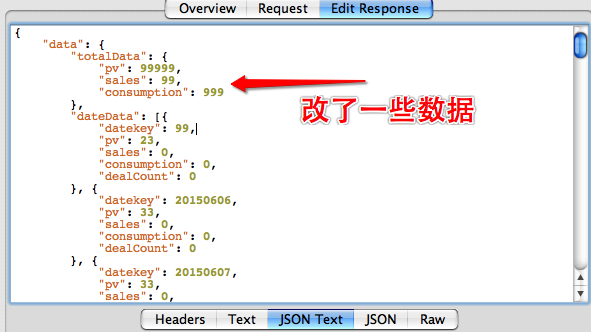 Overview Request Edit Response
{
"data": {
"totalData": {
"pv": 99999,
"sales": 99,
"consumption": 999
},
"dateData": [{
"datekey": 99,
"pv": 23,
"sales": 0,
"consumption": 0,
"dealCount": 0
}, {
"datekey": 20150606,
"pv": 33,
"sales": 0,
"consumption": 0,
"dealCount": 0
}, {
"datekey": 20150607,
"pv": 33,
"sales": 0,
改了一些数据
Headers Text JSON Text JSON Raw